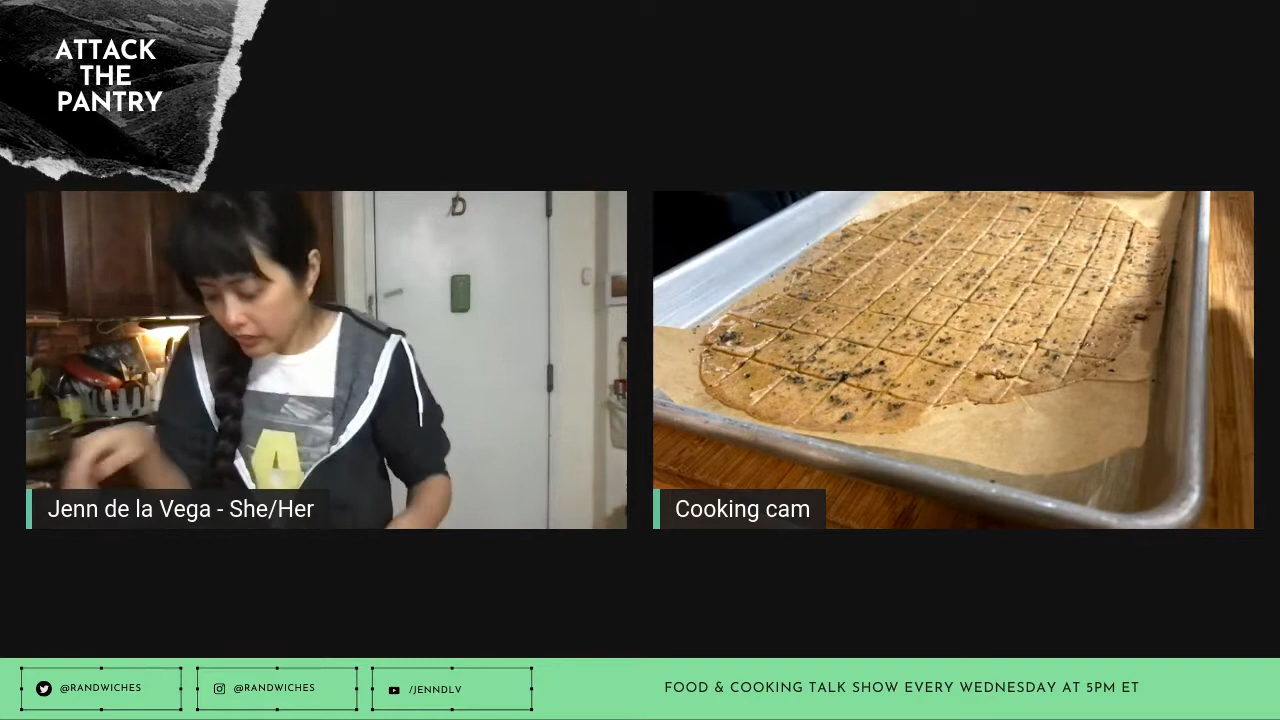 ATTACK
THE
PANTRY
D
A
Jenn de la Vega - She/Her
Cooking cam
@RANDWICHES
@RANDWICHES
/JENNDLV
FOOD & COOKING TALK SHOW EVERY WEDNESDAY AT 5PM ET